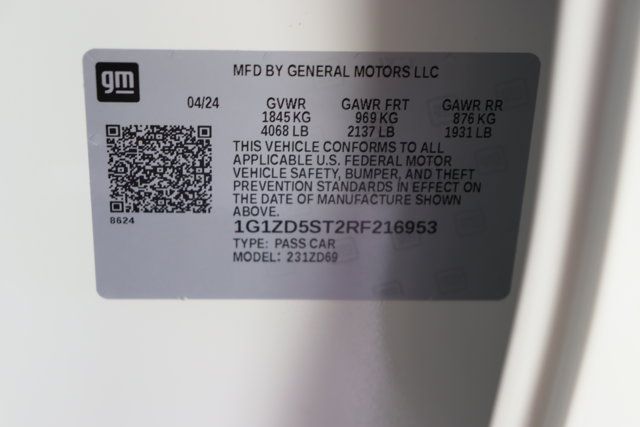 gm
MFD BY GENERAL MOTORS LLC
04/24 GVWR GAWR FRT GAWR RR
1845 KG 969 KG 876 KG
4068 LB 2137 LB 1931 LB
THIS VEHICLE CONFORMS TO ALL
APPLICABLE U.S. FEDERAL MOTOR
VEHICLE SAFETY, BUMPER, AND THEFT
PREVENTION STANDARDS IN EFFECT ON
THE DATE OF MANUFACTURE SHOWN
ABOVE.
8624
1G1ZD5ST2RF216953
TYPE: PASS CAR
MODEL: 231ZD69